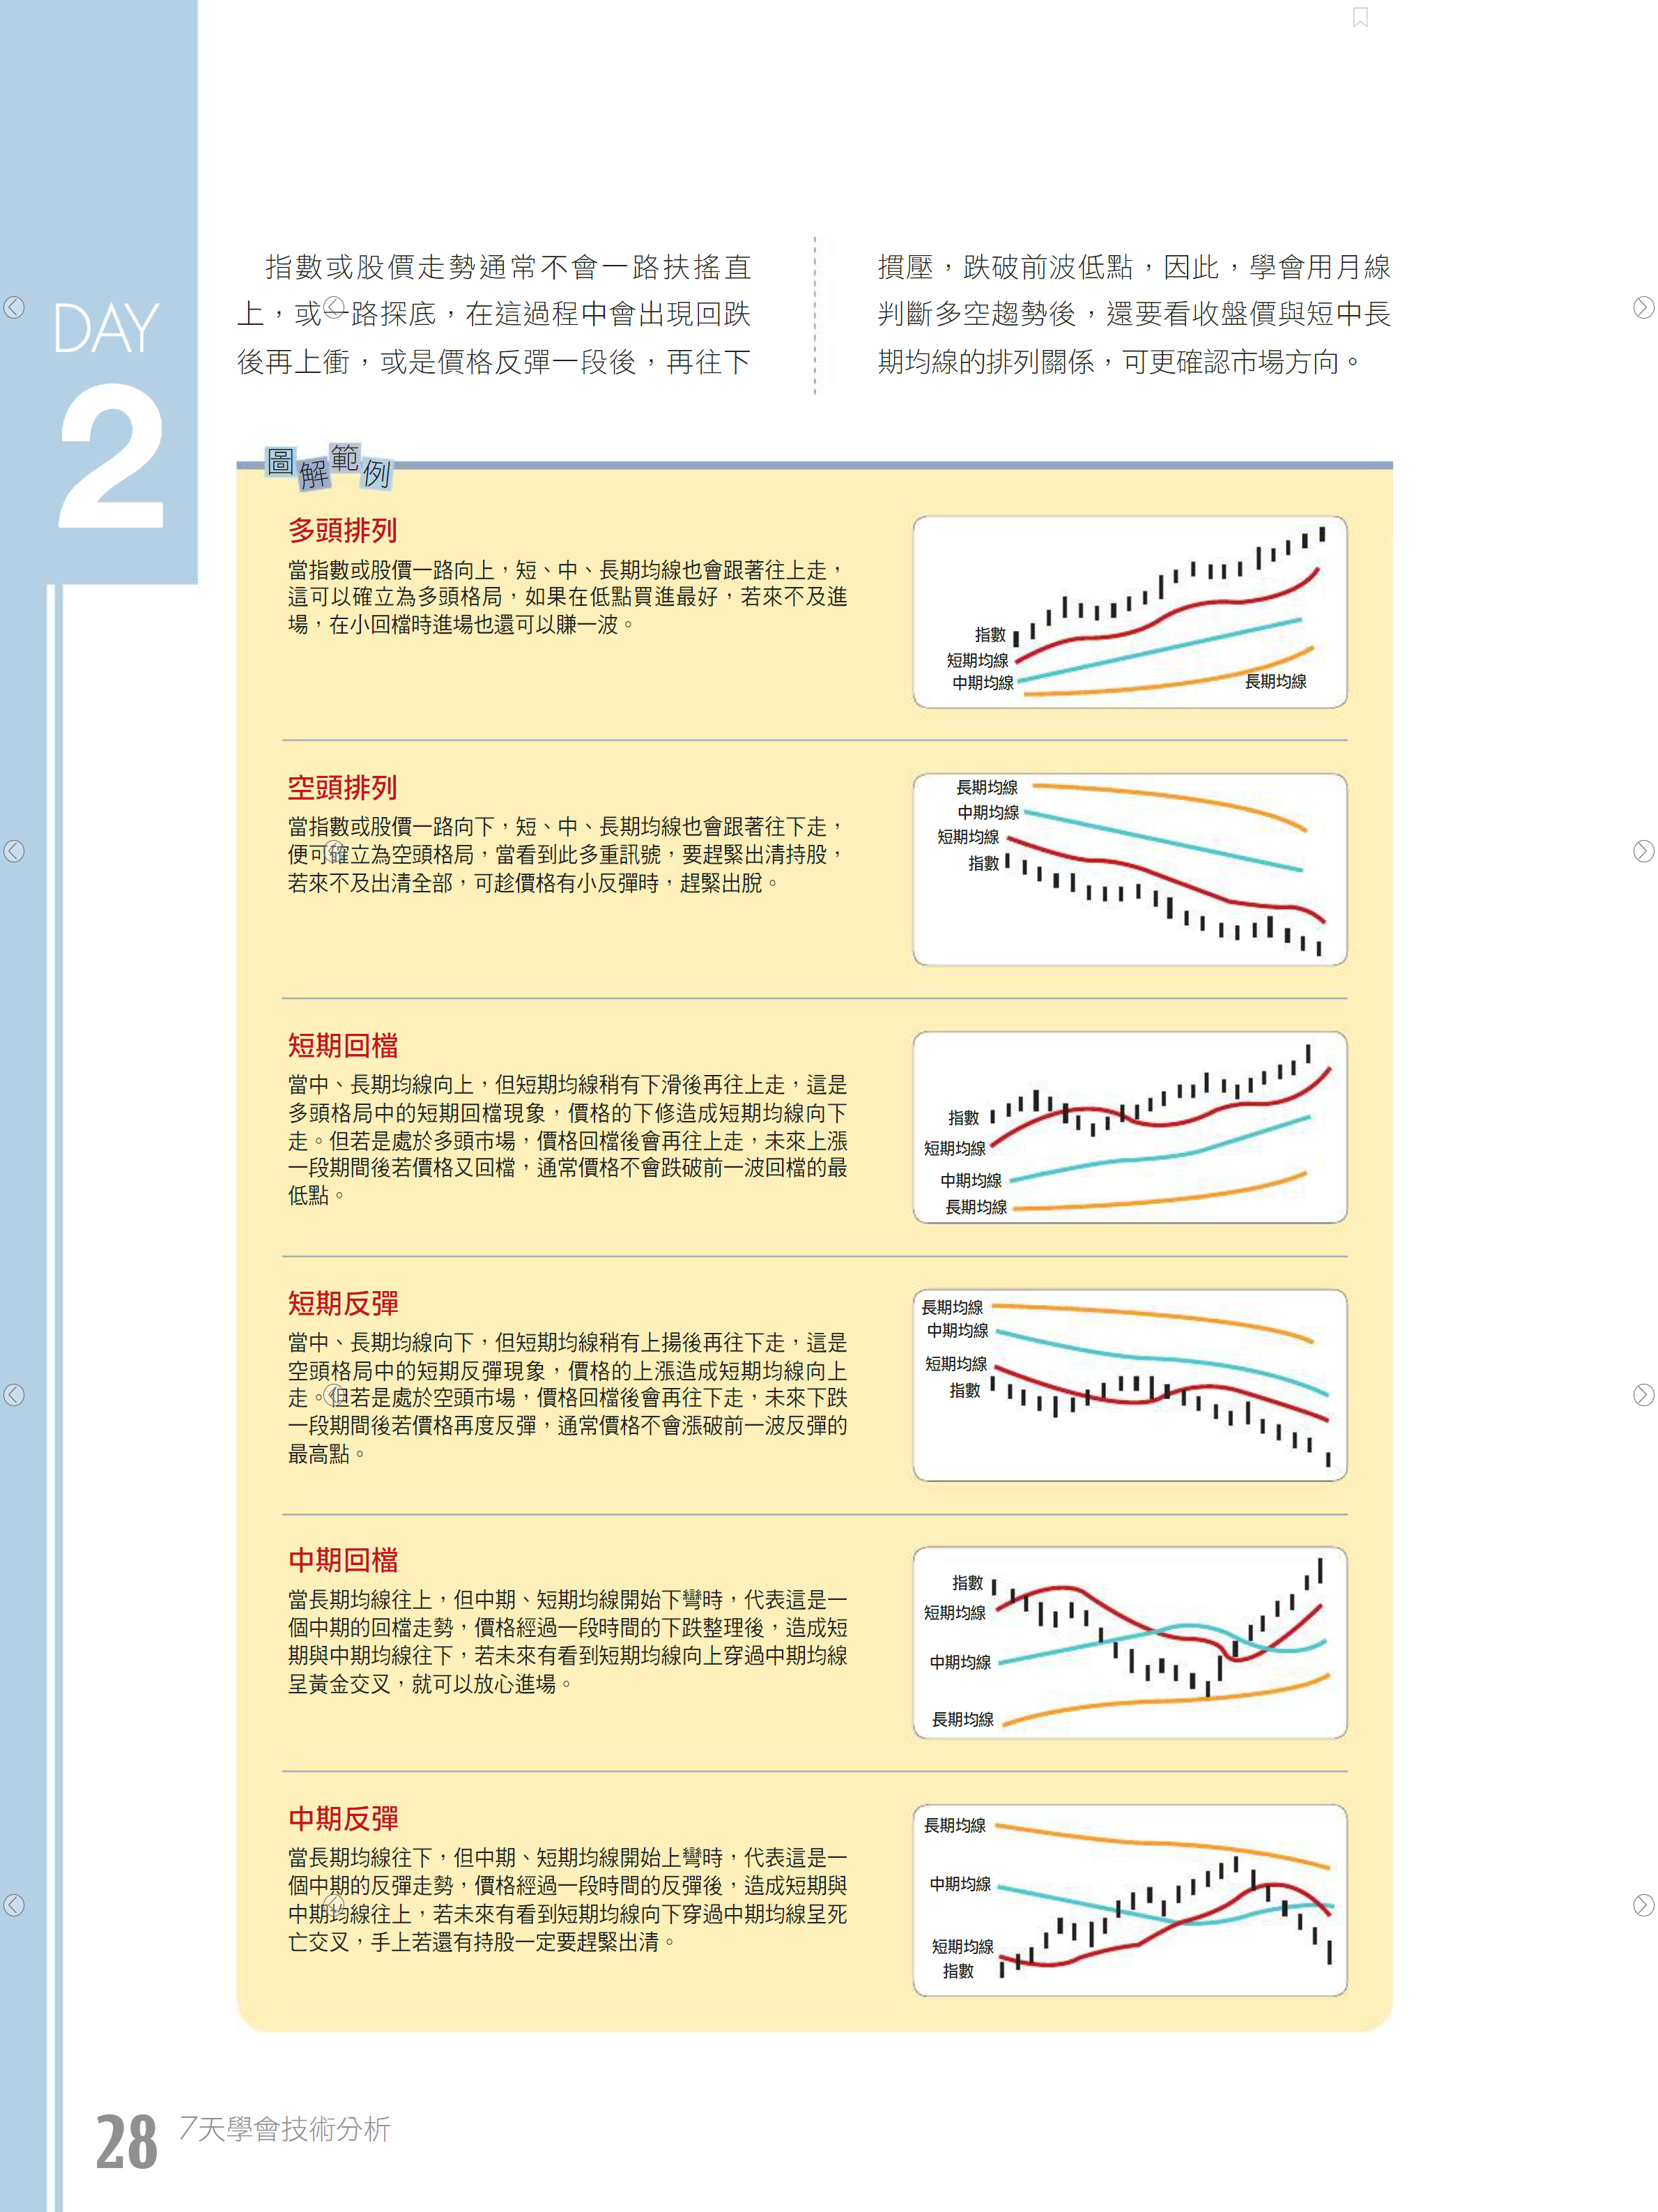 DAY
2
指數或股價走勢通常不會一路扶搖直
上，或一路探底，在這過程中會出現回跌
後再上衝，或是價格反彈一段後，再往下
摜壓，跌破前波低點，因此，學會用月線
判斷多空趨勢後，還要看收盤價與短中長
期均線的排列關係，可更確認市場方向。
圖解範例
多頭排列
當指數或股價一路向上，短、中、長期均線也會跟著往上走，
這可以確立為多頭格局，如果在低點買進最好，若來不及進
場，在小回檔時進場也還可以賺一波。
指數
短期均線
中期均線
長期均線
空頭排列
當指數或股價一路向下，短、中、長期均線也會跟著往下走，
便可確立為空頭格局，當看到此多重訊號，要趕緊出清持股，
若來不及出清全部，可趁價格有小反彈時，趕緊出脫。
長期均線
中期均線
短期均線
指數
短期回檔
當中、長期均線向上，但短期均線稍有下滑後再往上走，這是
多頭格局中的短期回檔現象，價格的下修造成短期均線向下
走。但若是處於多頭市場，價格回檔後會再往上走，未來上漲
一段期間後若價格又回檔，通常價格不會跌破前一波回檔的最
低點。
指數
短期均線
中期均線
長期均線
短期反彈
當中、長期均線向下，但短期均線稍有上揚後再往下走，這是
空頭格局中的短期反彈現象，價格的上漲造成短期均線向上
走。但若是處於空頭市場，價格回檔後會再往下走，未來下跌
一段期間後若價格再度反彈，通常價格不會漲破前一波反彈的
最高點。
長期均線
中期均線
短期均線
指數
中期回檔
當長期均線往上，但中期、短期均線開始下彎時，代表這是一
個中期的回檔走勢，價格經過一段時間的下跌整理後，造成短
期與中期均線往下，若未來有看到短期均線向上穿過中期均線
呈黃金交叉，就可以放心進場。
指數
短期均線
中期均線
長期均線
中期反彈
當長期均線往下，但中期、短期均線開始上彎時，代表這是一
個中期的反彈走勢，價格經過一段時間的反彈後，造成短期與
中期均線往上，若未來有看到短期均線向下穿過中期均線呈死
亡交叉，手上若還有持股一定要趕緊出清。
長期均線
中期均線
短期均線
指數
28 7天學會技術分析